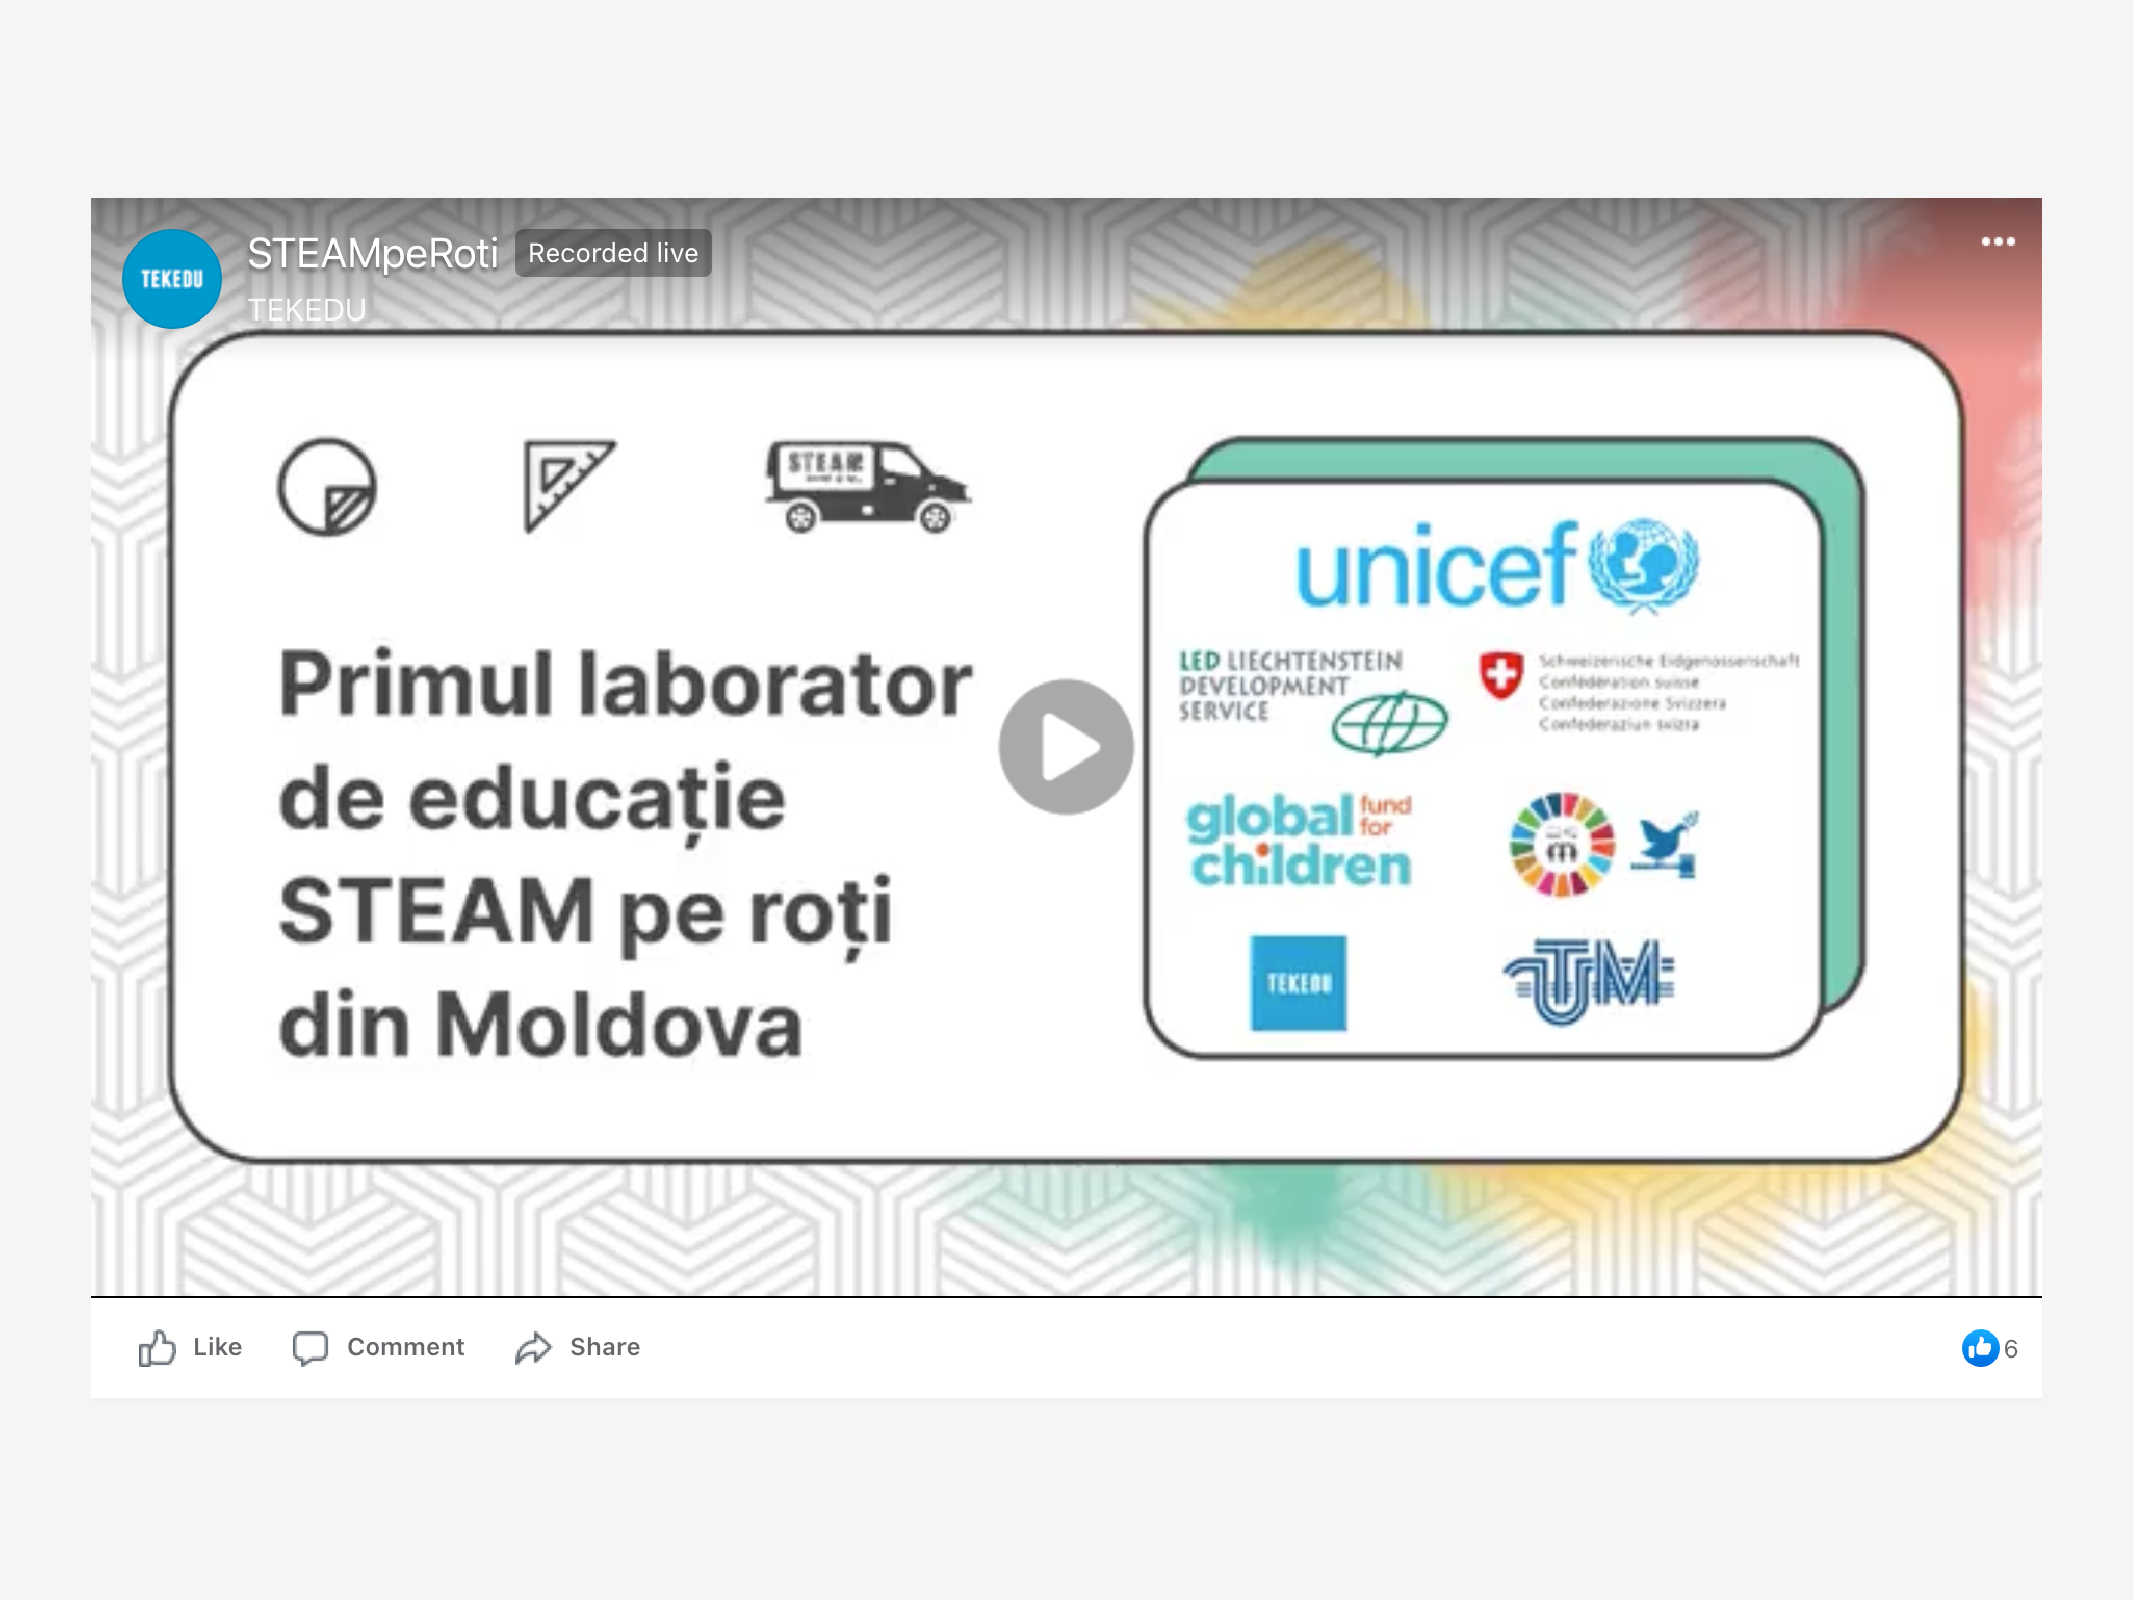 STEAMpeRoti Recorded live
TEKEDU
TEKEDU
STEAM
Primul laborator
de educație
STEAM pe roți
din Moldova
unicef
LED LIECHTENSTEIN
DEVELOPMENT
SERVICE
Schweizerische Eidgenossenschaft
Confédération suisse
Confederazione Svizzera
Confederaziun svizra
global fund
for
children
TEKEDU
UTM
Like Comment Share 6